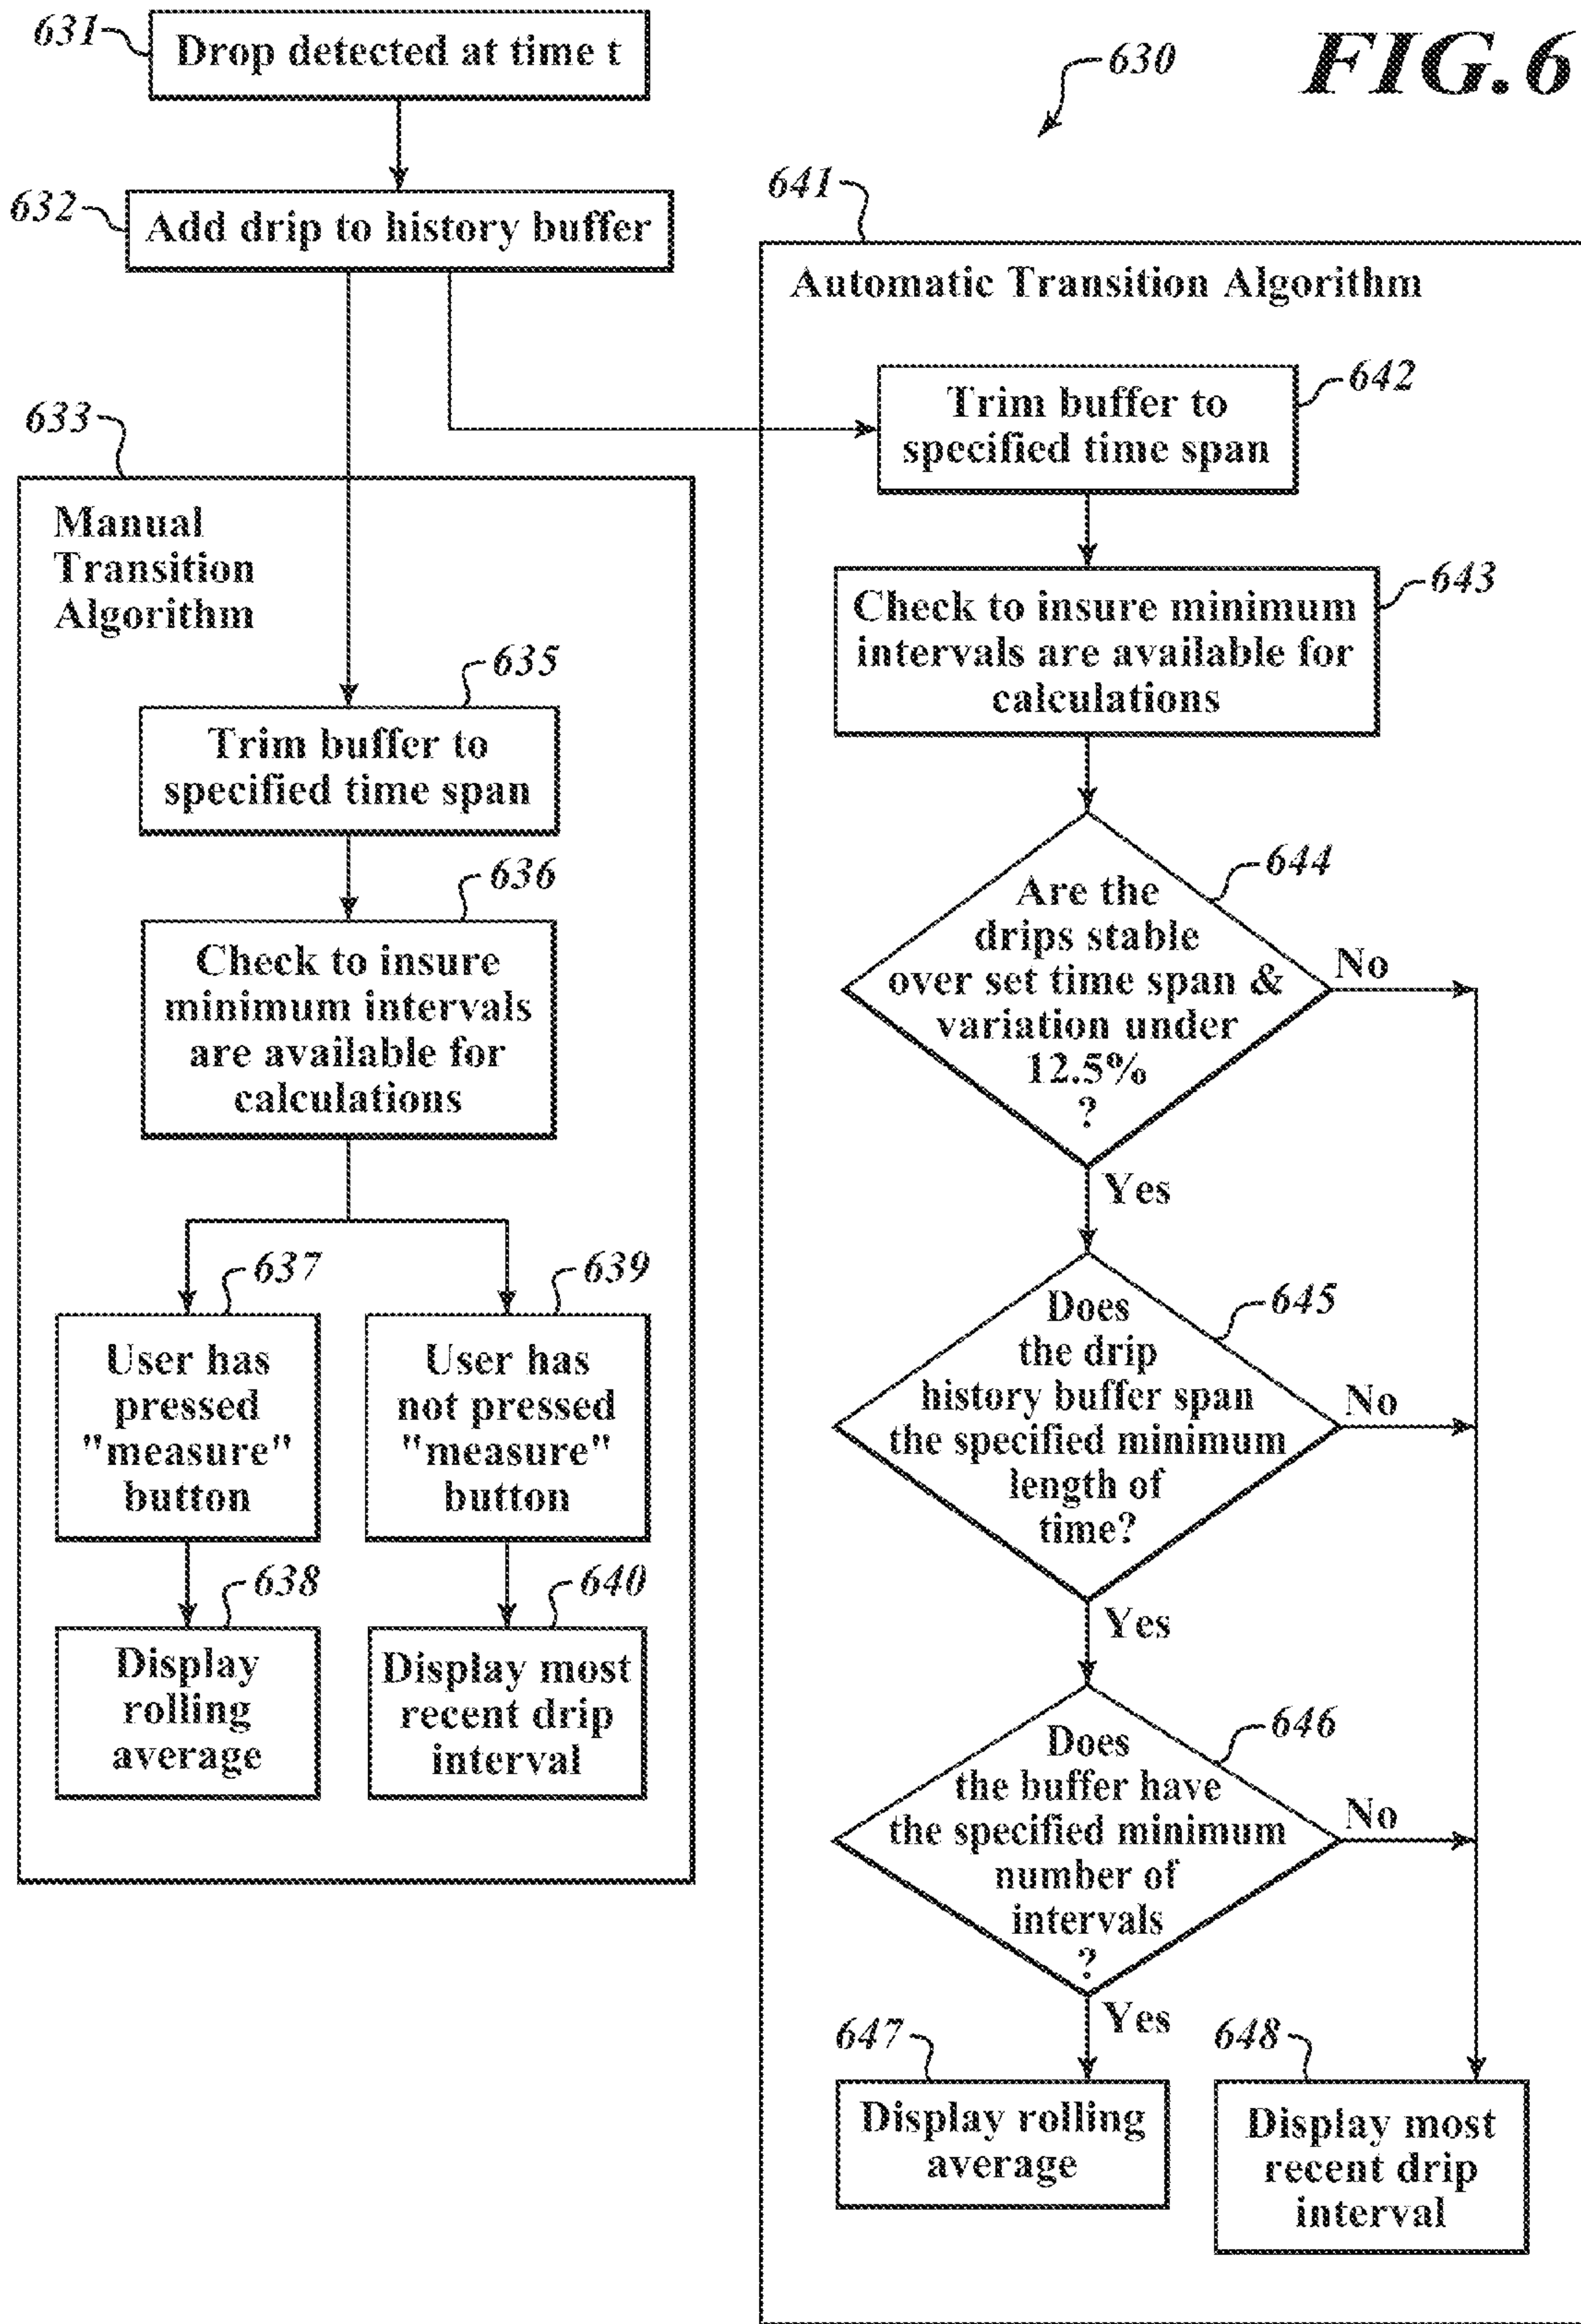 FIG. 6
630
631
Drop detected at time t
632
Add drip to history buffer
633
Manual
Transition
Algorithm
635
Trim buffer to
specified time span
636
Check to insure
minimum intervals
are available for
calculations
637
User has
pressed
"measure"
button
639
User has
not pressed
"measure"
button
638
Display
rolling
average
640
Display most
recent drip
interval
641
Automatic Transition Algorithm
642
Trim buffer to
specified time span
643
Check to insure minimum
intervals are available for
calculations
644
Are the
drips stable
over set time span &
variation under
12.5%
?
No
Yes
645
Does
the drip
history buffer span
the specified minimum
length of
time?
No
Yes
646
Does
the buffer have
the specified minimum
number of
intervals
?
No
Yes
647
Display rolling
average
648
Display most
recent drip
interval